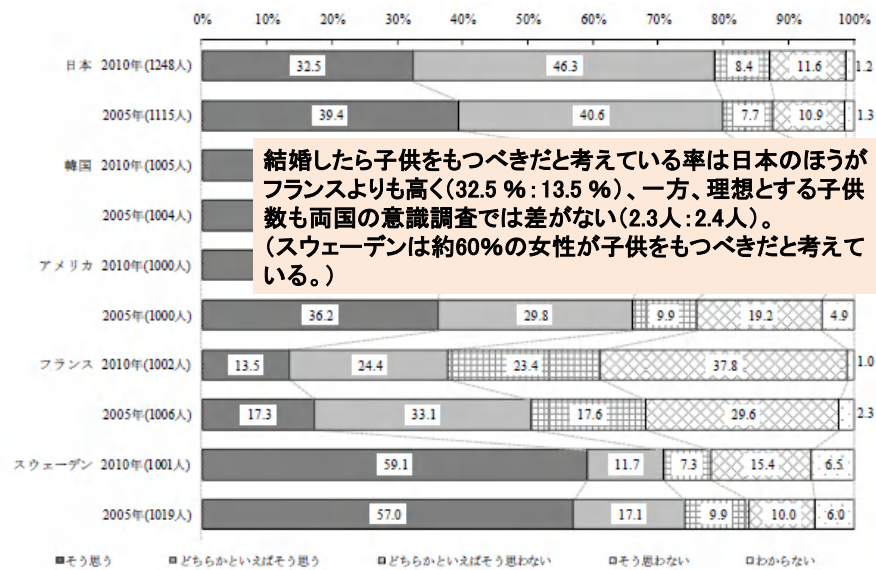 0% 10% 20% 30% 40% 50% 60% 70% 80% 90% 100%
日本 2010年(1248人) 32.5 46.3 8.4 11.6 1.2
2005年(1115人) 39.4 40.6 7.7 10.9 1.3
韓国 2010年(1005人)
2005年(1004人)
アメリカ 2010年(1000人)
結婚したら子供をもつべきだと考えている率は日本のほうが
フランスよりも高く(32.5 %:13.5 %)、一方、理想とする子供
数も両国の意識調査では差がない(2.3人:2.4人)。
(スウェーデンは約60%の女性が子供をもつべきだと考えて
いる。)
2005年(1000人) 36.2 29.8 9.9 19.2 4.9
フランス 2010年(1002人) 13.5 24.4 23.4 37.8 1.0
2005年(1006人) 17.3 33.1 17.6 29.6 2.3
スウェーデン 2010年(1001人) 59.1 11.7 7.3 15.4 6.5
2005年(1019人) 57.0 17.1 9.9 10.0 6.0
■そう思う ■どちらかといえばそう思う □どちらかといえばそう思わない □そう思わない □わからない